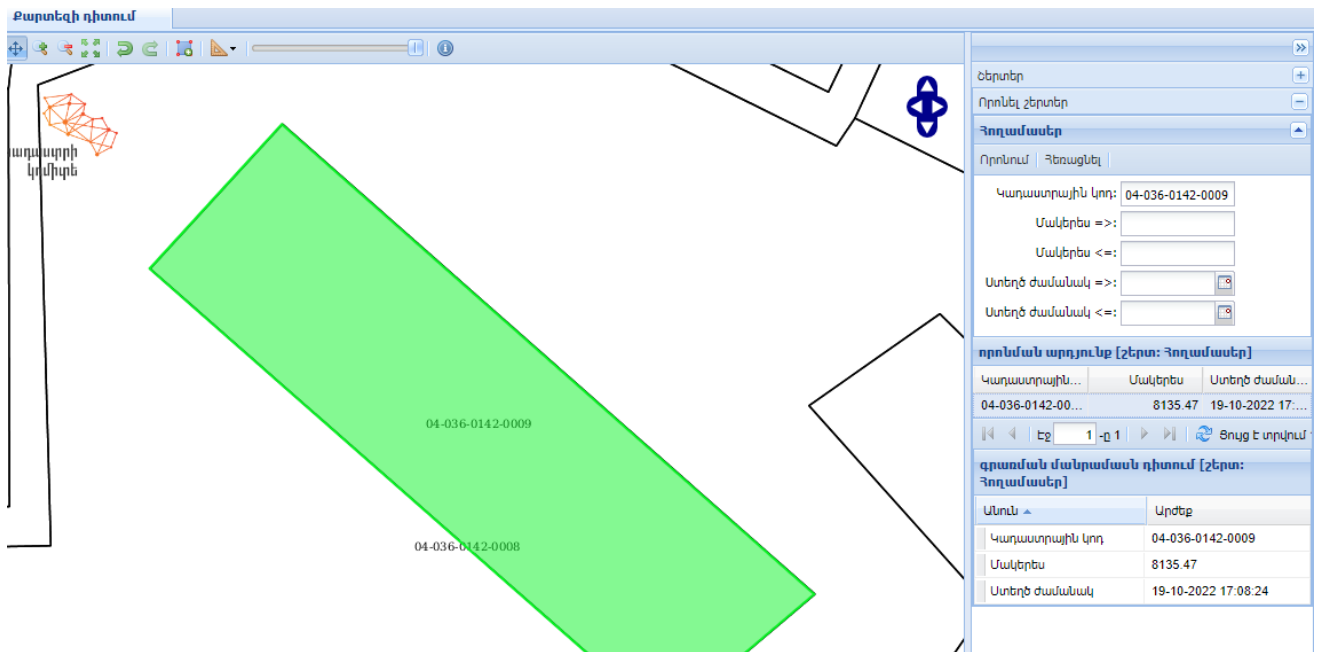 Քարտեզի դիտում
կոմիտե
04-036-0142-0009
04-036-0142-0008
Շերտեր
Որոնել շերտեր
Հողամասեր
Որոնում Հեռացնել
Կադաստրային կոդ: 04-036-0142-0009
Մակերես =>:
Մակերես <=:
Ստեղծ ժամանակ =>:
Ստեղծ ժամանակ <=:
որոնման արդյունք [շերտ: Հողամասեր]
Կադաստրային... Մակերես Ստեղծ ժաման...
04-036-0142-00... 8135.47 19-10-2022 17:...
Էջ 1 -ը 1 Ցույց է տրվում
գրառման մանրամասն դիտում [շերտ:
Հողամասեր]
Անուն Արժեք
Կադաստրային կոդ 04-036-0142-0009
Մակերես 8135.47
Ստեղծ ժամանակ 19-10-2022 17:08:24